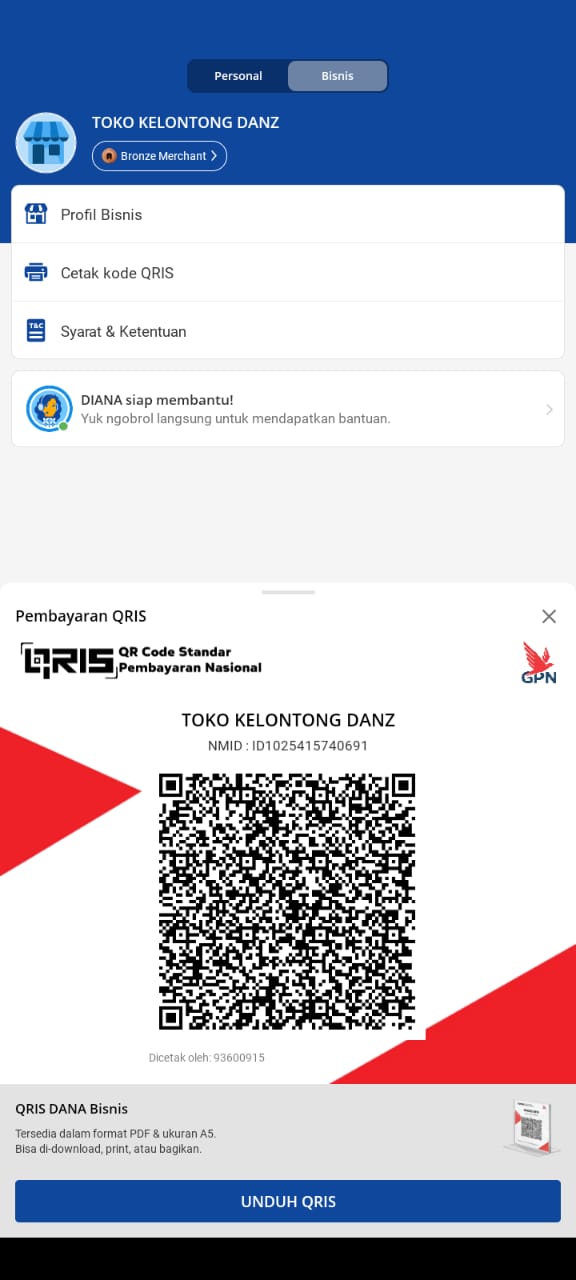 Personal
Bisnis
TOKO KELONTONG DANZ
Bronze Merchant
Profil Bisnis
Cetak kode QRIS
T&C
Syarat & Ketentuan
DIANA siap membantu!
Yuk ngobrol langsung untuk mendapatkan bantuan.
Pembayaran QRIS
QRIS QR Code Standar
Pembayaran Nasional
GPN
TOKO KELONTONG DANZ
NMID : ID1025415740691
Dicetak oleh: 93600915
QRIS DANA Bisnis
Tersedia dalam format PDF & ukuran A5.
Bisa di-download, print, atau bagikan.
UNDUH QRIS